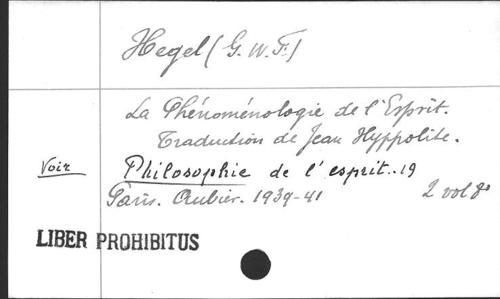 Hegel (G. W. F.)
La Phénoménologie de l'Esprit.
Traduction de Jean Hyppolite.
Voir Philosophie de l'esprit..19
Paris. Aubier. 1939-41 2 vol 8°
LIBER PROHIBITUS